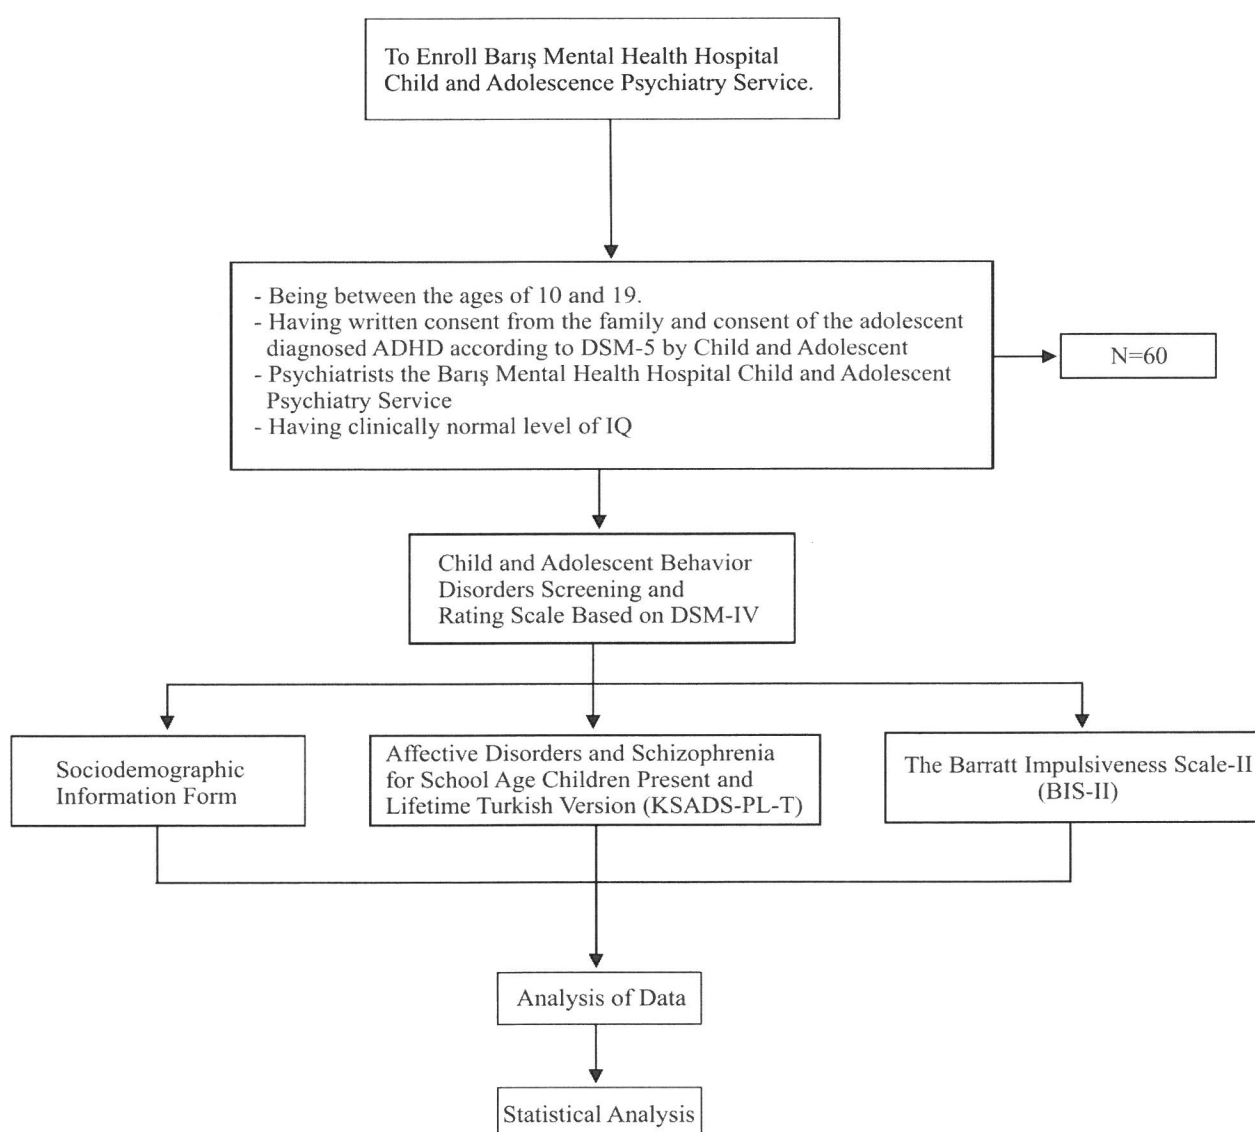 To Enroll Barış Mental Health Hospital
Child and Adolescence Psychiatry Service.
- Being between the ages of 10 and 19.
- Having written consent from the family and consent of the adolescent
diagnosed ADHD according to DSM-5 by Child and Adolescent
- Psychiatrists the Barış Mental Health Hospital Child and Adolescent
Psychiatry Service
- Having clinically normal level of IQ
N=60
Child and Adolescent Behavior
Disorders Screening and
Rating Scale Based on DSM-IV
Sociodemographic
Information Form
Affective Disorders and Schizophrenia
for School Age Children Present and
Lifetime Turkish Version (KSADS-PL-T)
The Barratt Impulsiveness Scale-II
(BIS-II)
Analysis of Data
Statistical Analysis